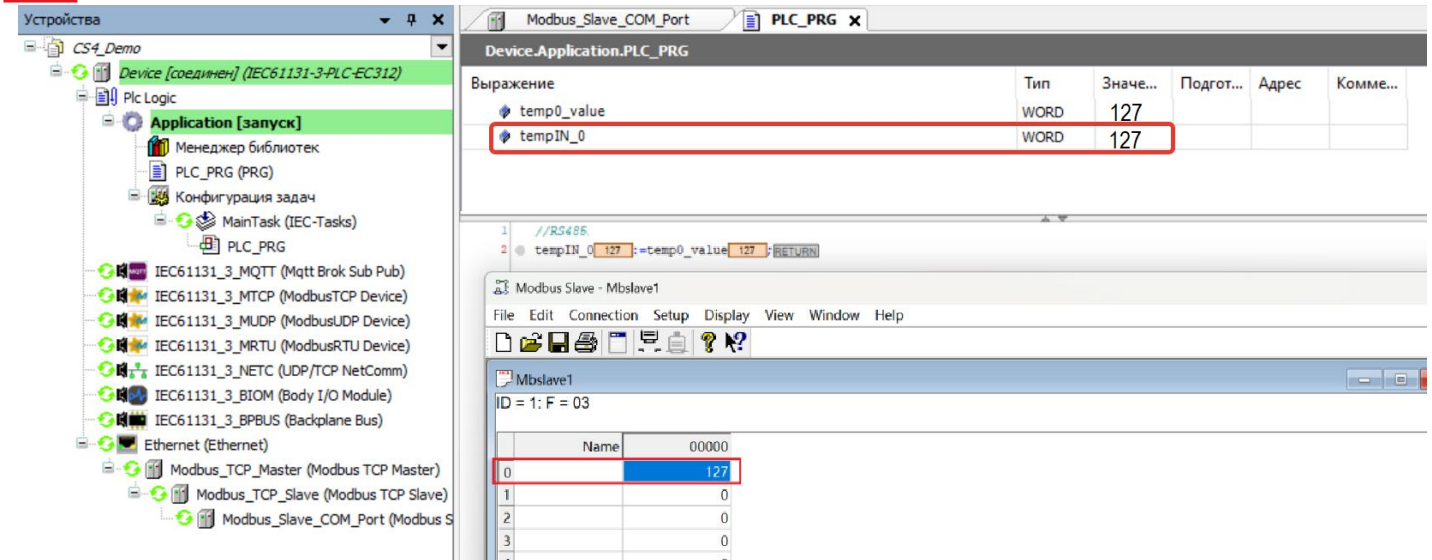 Устройства
CS4_Demo
Device [соединен] (IEC61131-3-PLC-EC312)
Plc Logic
Application [запуск]
Менеджер библиотек
PLC_PRG (PRG)
Конфигурация задач
MainTask (IEC-Tasks)
PLC_PRG
IEC61131_3_MQTT (Mqtt Brok Sub Pub)
IEC61131_3_MTCP (ModbusTCP Device)
IEC61131_3_MUDP (ModbusUDP Device)
IEC61131_3_MRTU (ModbusRTU Device)
IEC61131_3_NETC (UDP/TCP NetComm)
IEC61131_3_BIOM (Body I/O Module)
IEC61131_3_BPBUS (Backplane Bus)
Ethernet (Ethernet)
Modbus_TCP_Master (Modbus TCP Master)
Modbus_TCP_Slave (Modbus TCP Slave)
Modbus_Slave_COM_Port (Modbus S
Modbus_Slave_COM_Port PLC_PRG
Device.Application.PLC_PRG
Выражение Тип Значе... Подгот... Адрес Комме...
temp0_value WORD 127
tempIN_0 WORD 127
1 //RS485.
2 tempIN_0 127 :=temp0_value 127 ;RETURN
Modbus Slave - Mbslave1
File Edit Connection Setup Display View Window Help
Mbslave1
ID = 1: F = 03
Name 00000
0 127
1 0
2 0
3 0